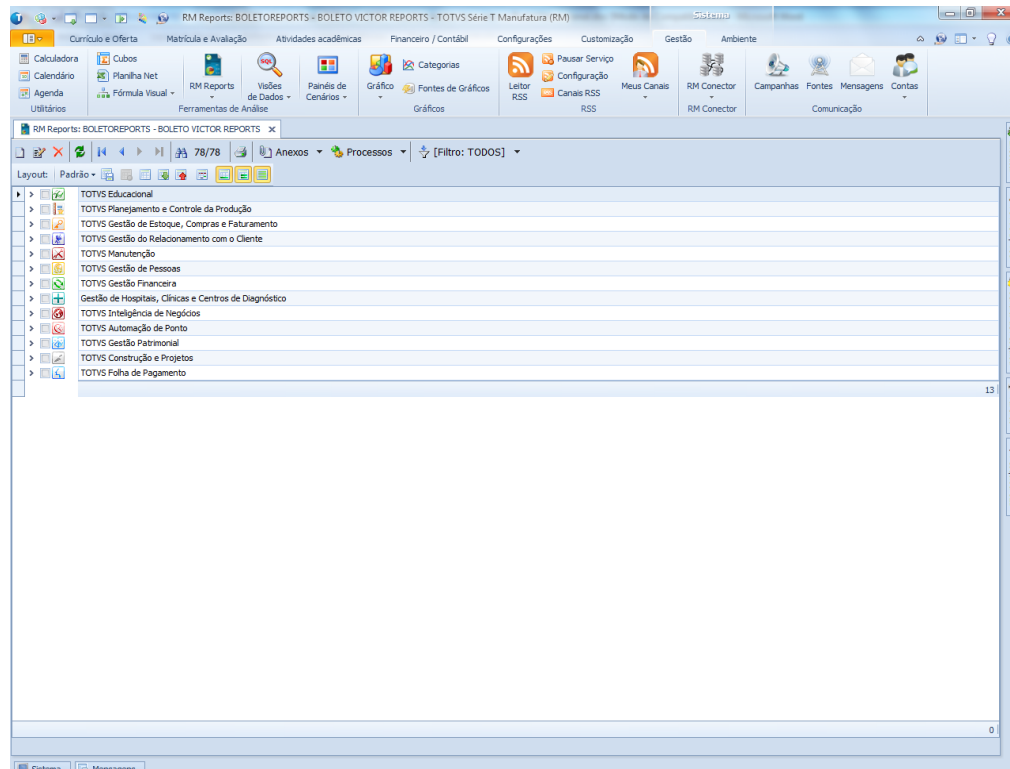 RM Reports: BOLETOREPORTS - BOLETO VICTOR REPORTS - TOTVS Série T Manufatura (RM)
Sistema
Currículo e Oferta Matrícula e Avaliação Atividades acadêmicas Financeiro / Contábil Configurações Customização Gestão Ambiente
Calculadora
Calendário
Agenda
Utilitários
Cubos
Planilha Net
Fórmula Visual
RM Reports
Visões de Dados
Painéis de Cenários
Ferramentas de Análise
Gráfico
Categorias
Fontes de Gráficos
Gráficos
Leitor RSS
Pausar Serviço
Configuração
Canais RSS
Meus Canais
RSS
RM Conector
RM Conector
Campanhas Fontes Mensagens Contas
Comunicação
RM Reports: BOLETOREPORTS - BOLETO VICTOR REPORTS
78/78 Anexos Processos [Filtro: TODOS]
Layout: Padrão
TOTVS Educacional
TOTVS Planejamento e Controle da Produção
TOTVS Gestão de Estoque, Compras e Faturamento
TOTVS Gestão do Relacionamento com o Cliente
TOTVS Manutenção
TOTVS Gestão de Pessoas
TOTVS Gestão Financeira
Gestão de Hospitais, Clínicas e Centros de Diagnóstico
TOTVS Inteligência de Negócios
TOTVS Automação de Ponto
TOTVS Gestão Patrimonial
TOTVS Construção e Projetos
TOTVS Folha de Pagamento
13
0
Sistema Mensagens